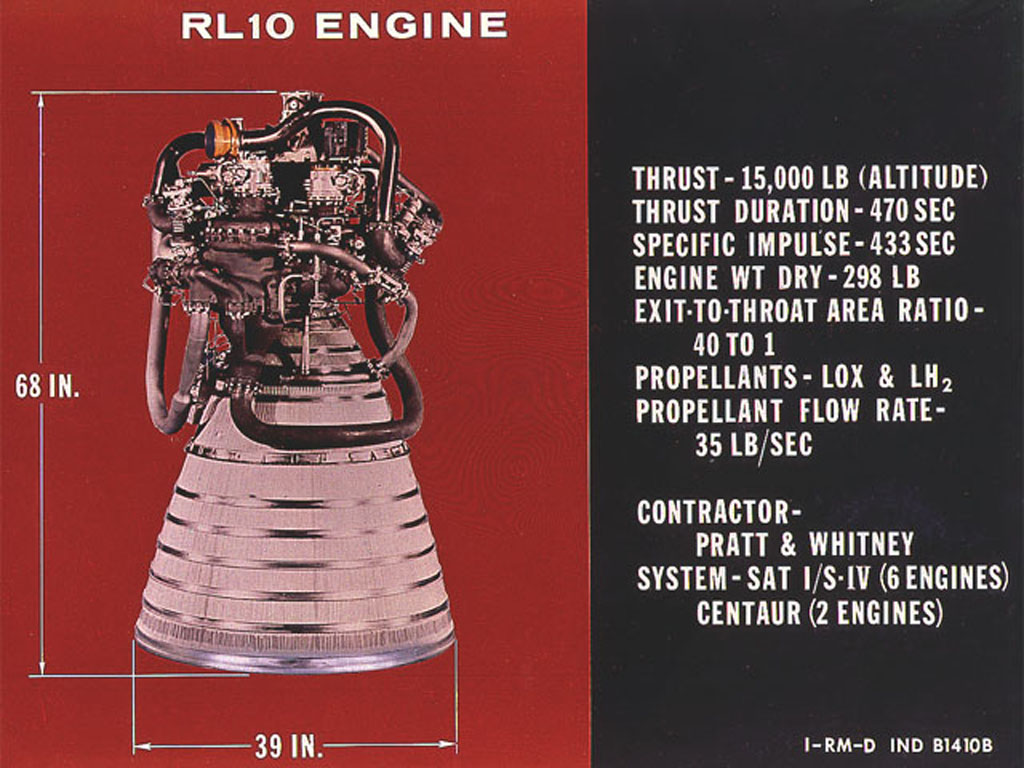 RL10 ENGINE
68 IN.
39 IN.
THRUST - 15,000 LB (ALTITUDE)
THRUST DURATION - 470 SEC
SPECIFIC IMPULSE - 433 SEC
ENGINE WT DRY - 298 LB
EXIT-TO-THROAT AREA RATIO -
40 TO 1
PROPELLANTS - LOX & LH₂
PROPELLANT FLOW RATE -
35 LB/SEC
CONTRACTOR -
PRATT & WHITNEY
SYSTEM - SAT I/S-IV (6 ENGINES)
CENTAUR (2 ENGINES)
I-RM-D IND B1410B